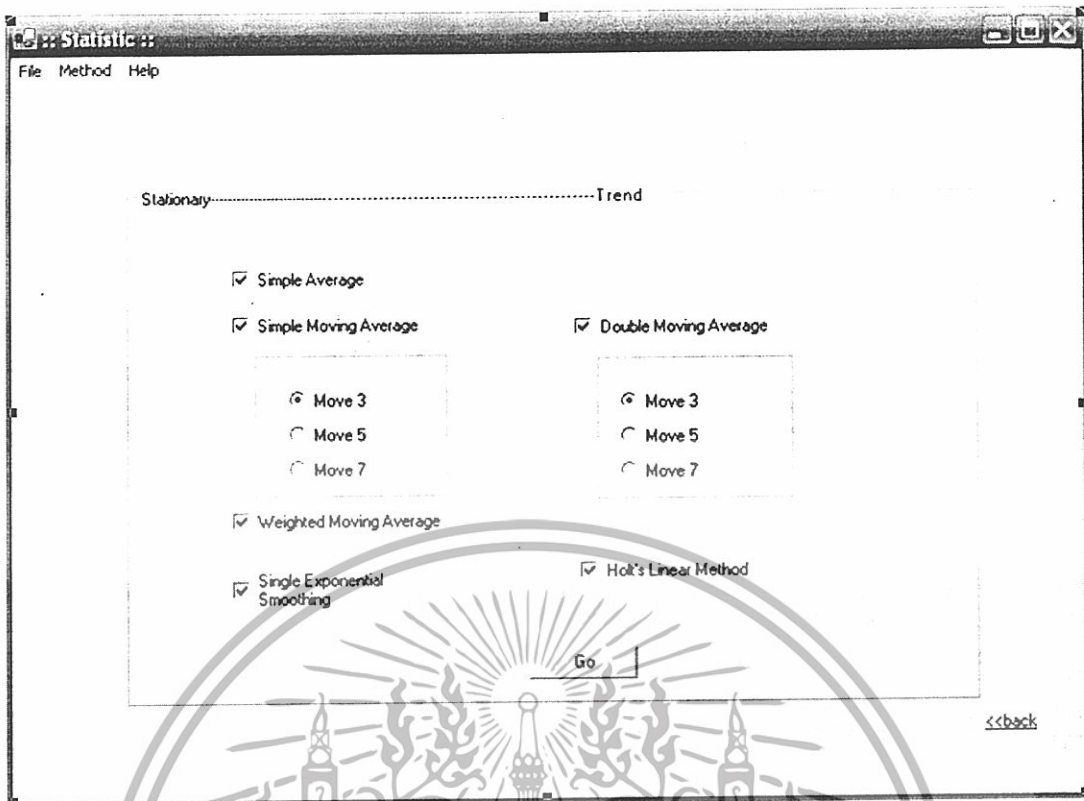 :: Statistic ::
File Method Help
Stationary Trend
Simple Average
Simple Moving Average
Double Moving Average
Move 3
Move 5
Move 7
Move 3
Move 5
Move 7
Weighted Moving Average
Single Exponential
Smoothing
Holt's Linear Method
Go
<<back